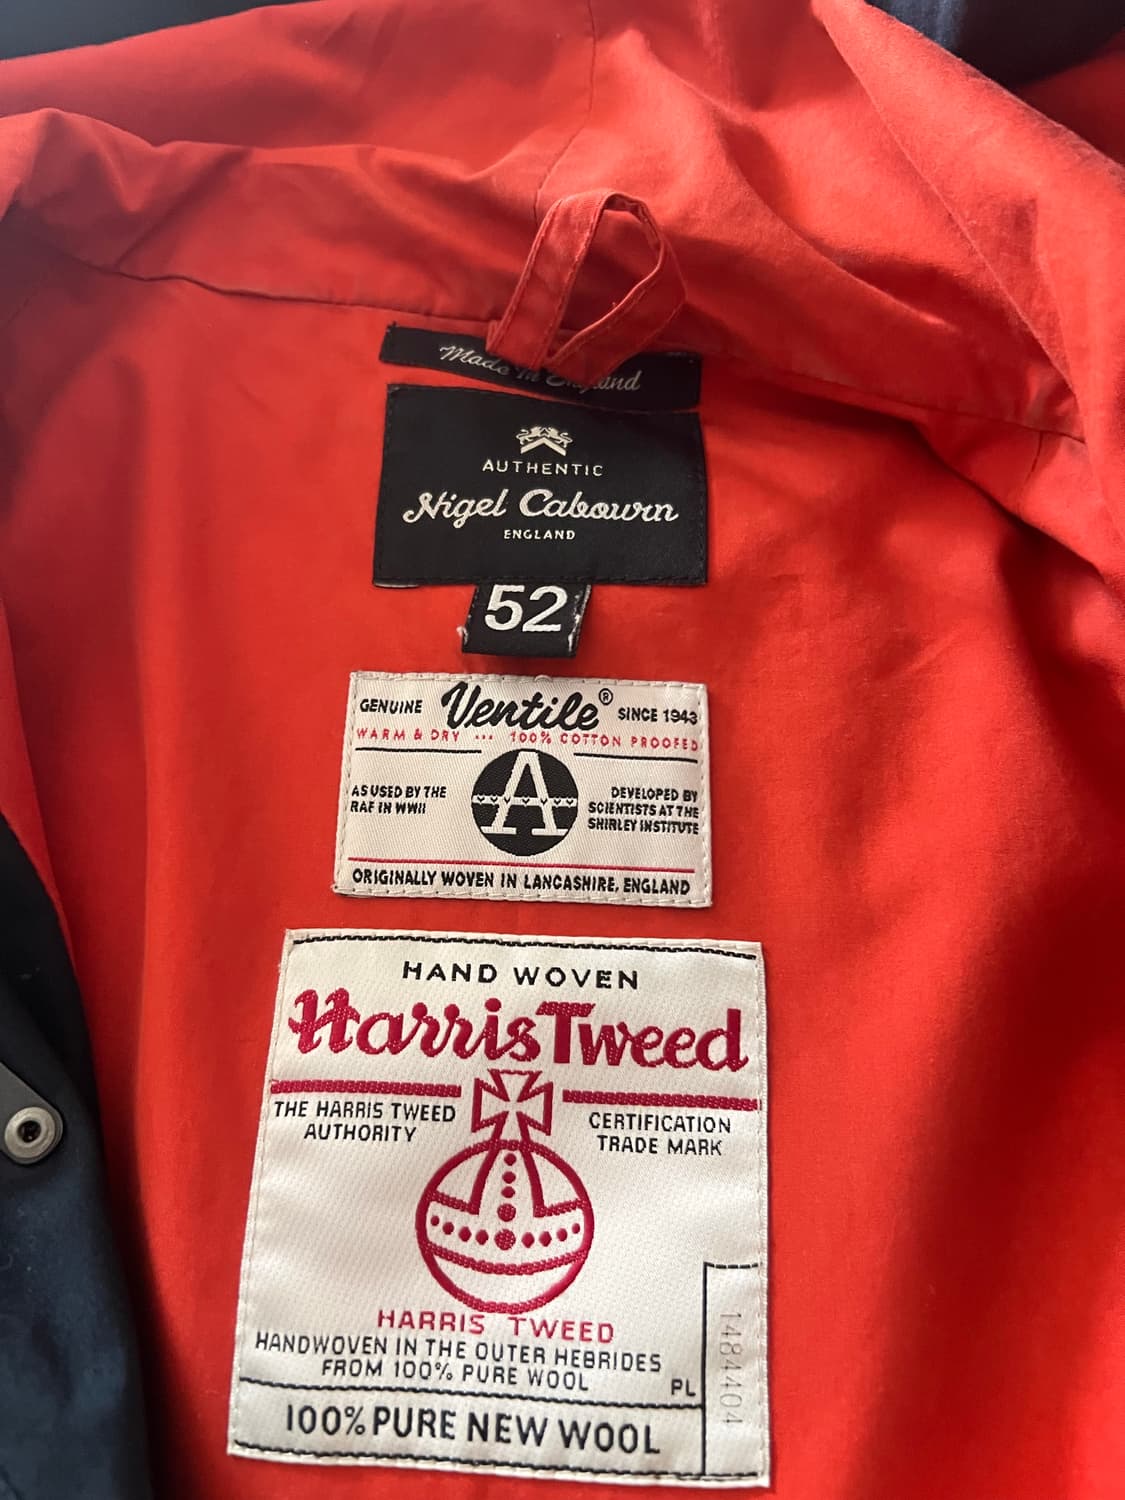 Made in England
AUTHENTIC
Nigel Cabourn
ENGLAND
52
GENUINE Ventile® SINCE 1943
WARM & DRY ... 100% COTTON PROOFED
AS USED BY THE
RAF IN WWII
A
DEVELOPED BY
SCIENTISTS AT THE
SHIRLEY INSTITUTE
ORIGINALLY WOVEN IN LANCASHIRE, ENGLAND
HAND WOVEN
Harris Tweed
THE HARRIS TWEED
AUTHORITY
CERTIFICATION
TRADE MARK
HARRIS TWEED
HANDWOVEN IN THE OUTER HEBRIDES
FROM 100% PURE WOOL
PL
1484404
100% PURE NEW WOOL